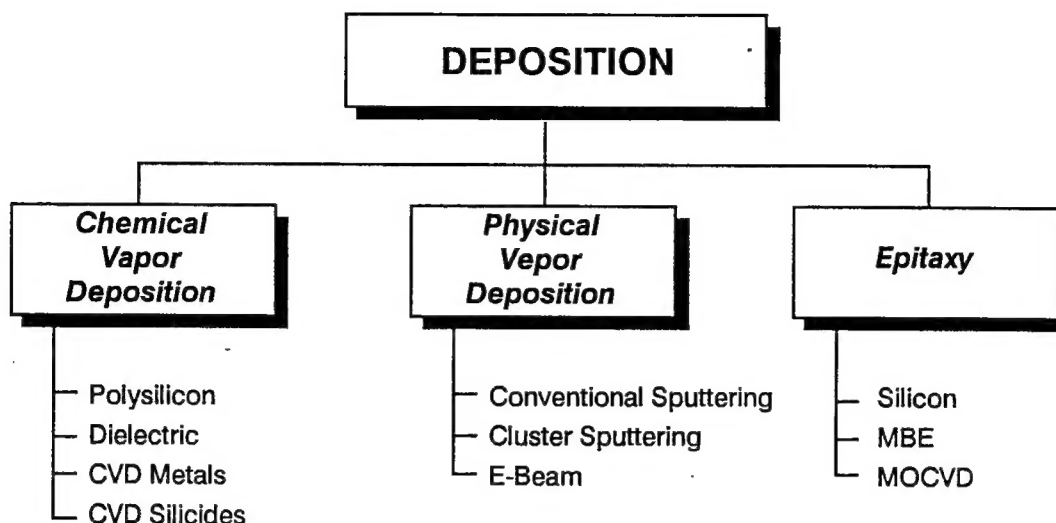 DEPOSITION
Chemical
Vapor
Deposition
Polysilicon
Dielectric
CVD Metals
CVD Silicides
Physical
Vepor
Deposition
Conventional Sputtering
Cluster Sputtering
E-Beam
Epitaxy
Silicon
MBE
MOCVD